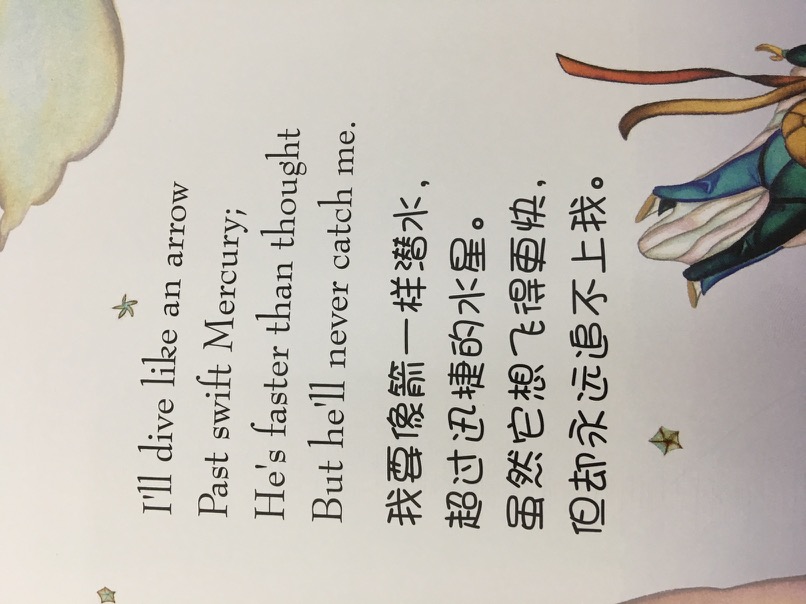 I'll dive like an arrow
Past swift Mercury;
He's faster than thought
But he'll never catch me.
我要像箭一样潜水，
超过迅捷的水星。
虽然它想飞得更快，
但却永远追不上我。